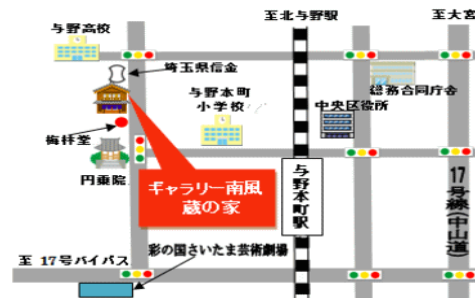 至北与野駅
至大宮
与野高校
埼玉県信金
与野本町
小学校
総務合同庁舎
中央区役所
梅林堂
円乗院
ギャラリー南風
蔵の家
与野本町駅
17号線(中山道)
彩の国さいたま芸術劇場
至 17号バイパス